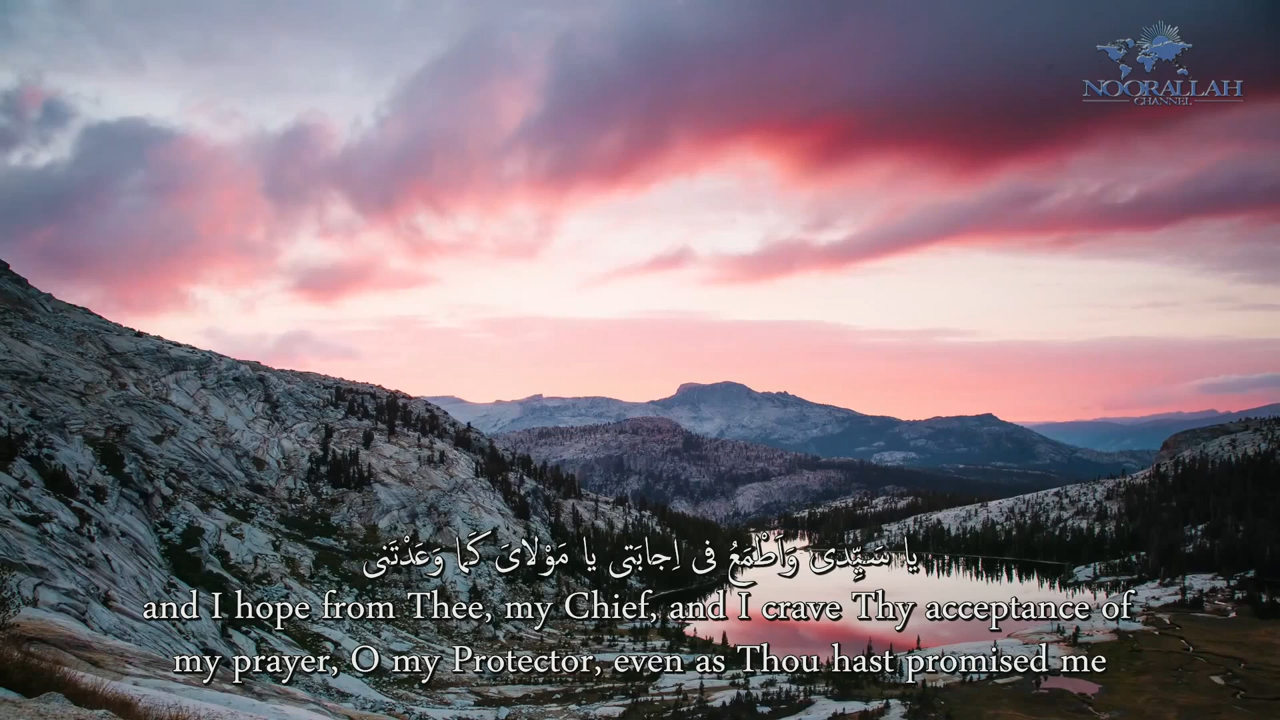 NOORALLAH
CHANNEL
يا سَيِّدى وَاَطْمَعُ فى اِجابَتى يا مَوْلاىَ كَما وَعَدْتَنى
and I hope from Thee, my Chief, and I crave Thy acceptance of
my prayer, O my Protector, even as Thou hast promised me